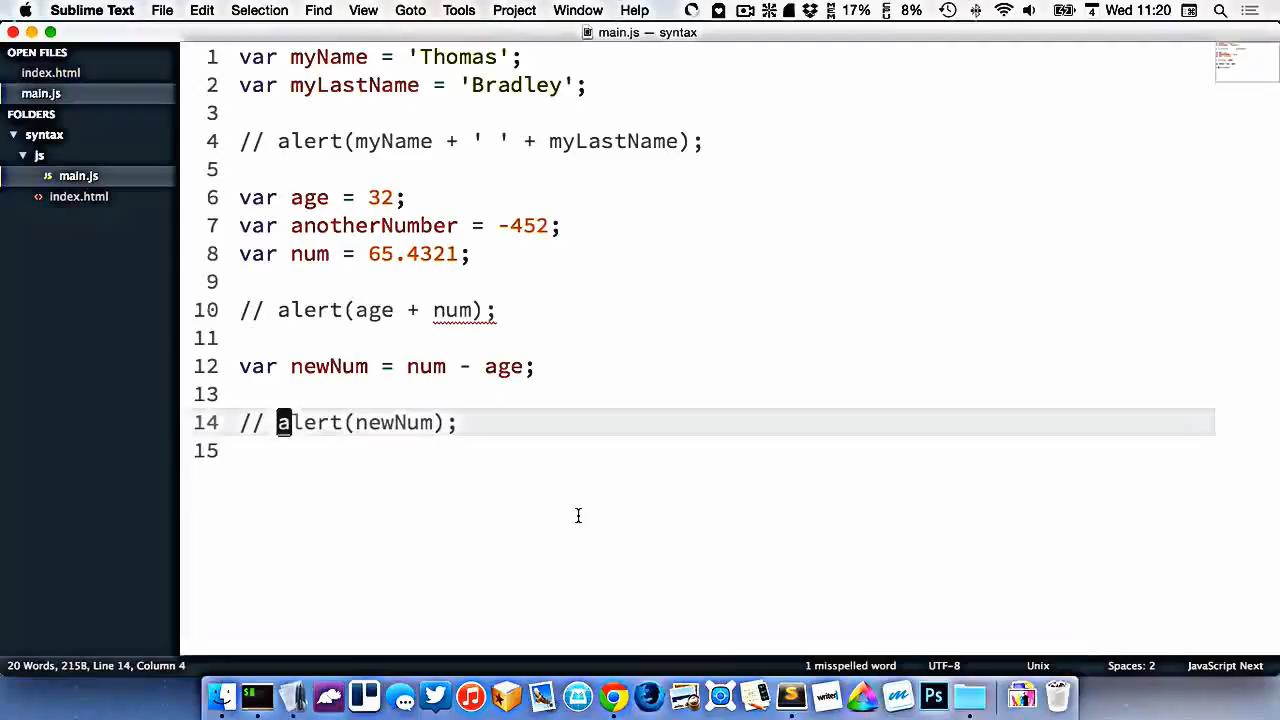 Sublime Text File Edit Selection Find View Goto Tools Project Window Help 17% 8% 4 Wed 11:20
main.js — syntax
OPEN FILES
index.html
main.js
FOLDERS
syntax
js
main.js
index.html
1 var myName = 'Thomas';
2 var myLastName = 'Bradley';
3
4 // alert(myName + ' ' + myLastName);
5
6 var age = 32;
7 var anotherNumber = -452;
8 var num = 65.4321;
9
10 // alert(age + num);
11
12 var newNum = num - age;
13
14 // alert(newNum);
15
20 Words, 215B, Line 14, Column 4 1 misspelled word UTF-8 Unix Spaces: 2 JavaScript Next
writer Ps